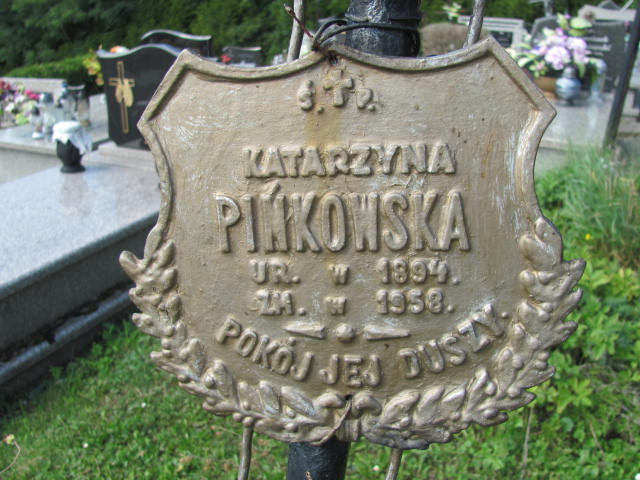 Ś. † P.
KATARZYNA
PIŃKOWSKA
UR. w 1894.
ZM. w 1958.
POKÓJ JEJ DUSZY.